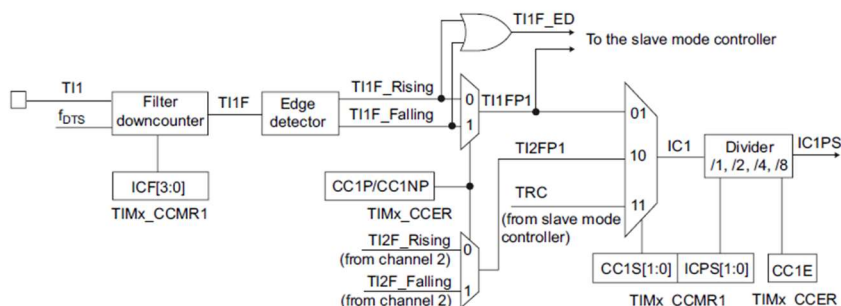 TI1F_ED
To the slave mode controller
TI1
f DTS
Filter
downcounter
TI1F
Edge
detector
TI1F_Rising
TI1F_Falling
0
1
TI1FP1
01
TI2FP1
10
IC1
Divider
/1, /2, /4, /8
IC1PS
ICF[3:0]
TIMx_CCMR1
CC1P/CC1NP
TIMx_CCER
TRC
11
(from slave mode
controller)
TI2F_Rising
(from channel 2)
0
TI2F_Falling
(from channel 2)
1
CC1S[1:0]
ICPS[1:0]
CC1E
TIMx_CCMR1
TIMx_CCER